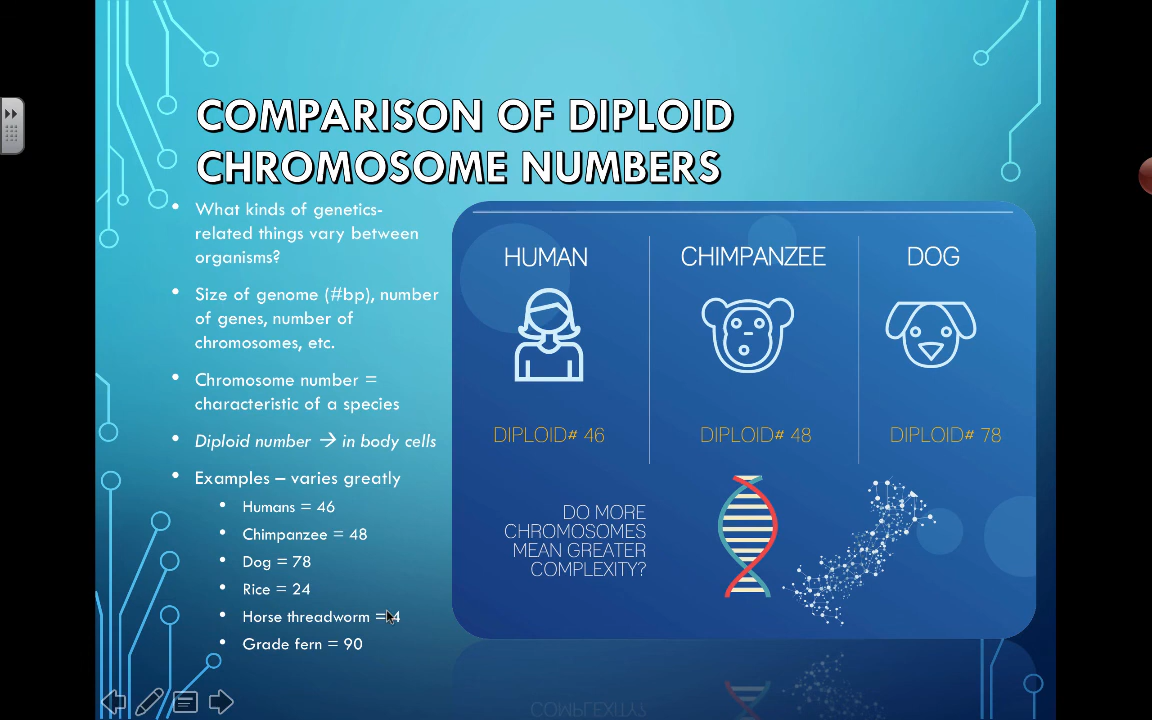 COMPARISON OF DIPLOID
CHROMOSOME NUMBERS
• What kinds of genetics-
related things vary between
organisms?
• Size of genome (#bp), number
of genes, number of
chromosomes, etc.
• Chromosome number =
characteristic of a species
• Diploid number → in body cells
• Examples – varies greatly
• Humans = 46
• Chimpanzee = 48
• Dog = 78
• Rice = 24
• Horse threadworm = 4
• Grade fern = 90
HUMAN
CHIMPANZEE
DOG
DIPLOID# 46
DIPLOID# 48
DIPLOID# 78
DO MORE
CHROMOSOMES
MEAN GREATER
COMPLEXITY?